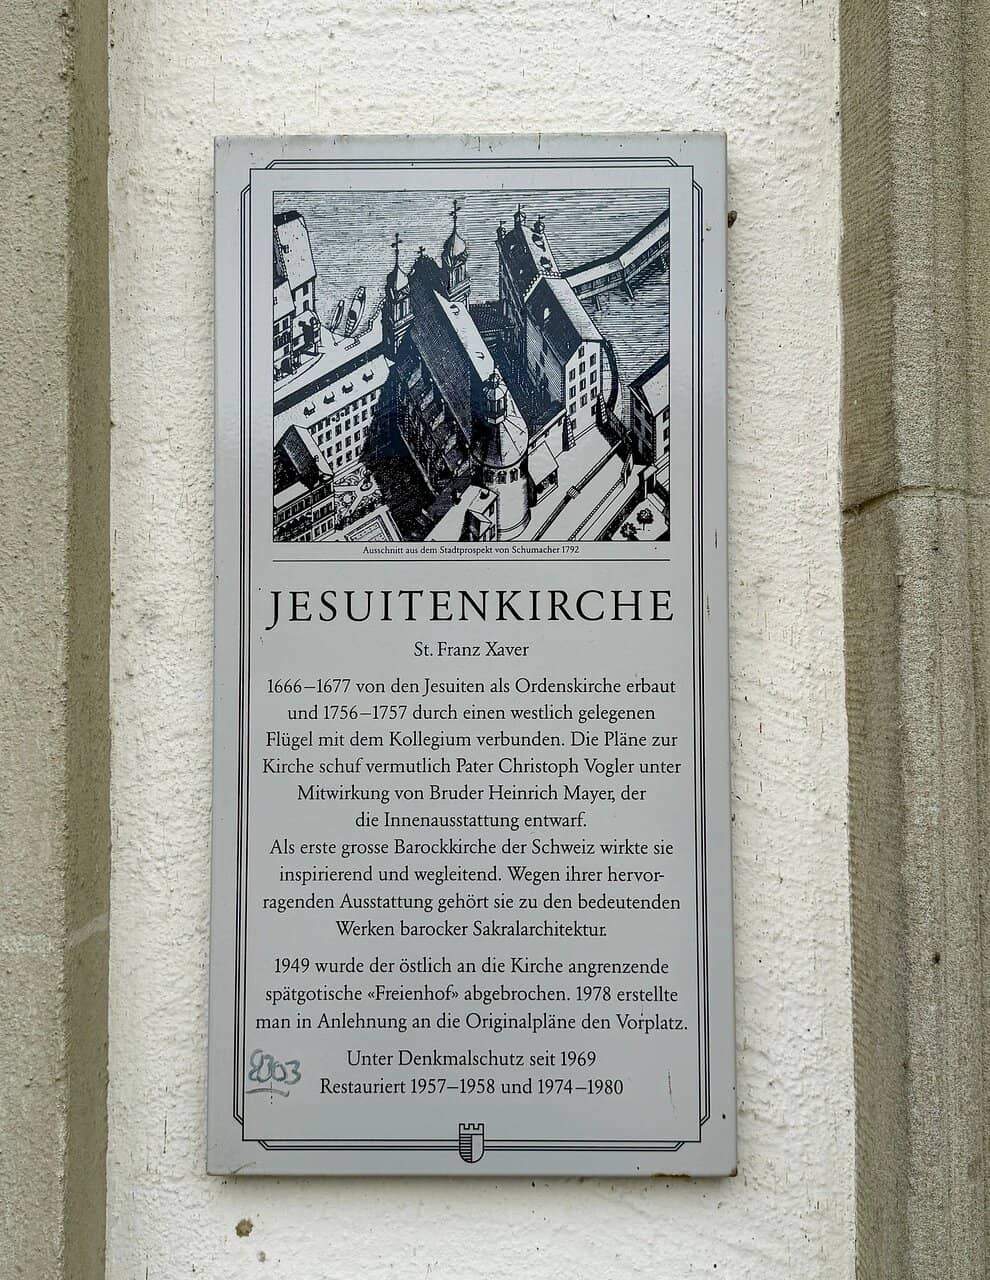 Ausschnitt aus dem Stadtprospekt von Schumacher 1792
JESUITENKIRCHE
St. Franz Xaver
1666–1677 von den Jesuiten als Ordenskirche erbaut
und 1756–1757 durch einen westlich gelegenen
Flügel mit dem Kollegium verbunden. Die Pläne zur
Kirche schuf vermutlich Pater Christoph Vogler unter
Mitwirkung von Bruder Heinrich Mayer, der
die Innenausstattung entwarf.
Als erste grosse Barockkirche der Schweiz wirkte sie
inspirierend und wegleitend. Wegen ihrer hervor-
ragenden Ausstattung gehört sie zu den bedeutenden
Werken barocker Sakralarchitektur.
1949 wurde der östlich an die Kirche angrenzende
spätgotische «Freienhof» abgebrochen. 1978 erstellte
man in Anlehnung an die Originalpläne den Vorplatz.
Unter Denkmalschutz seit 1969
Restauriert 1957–1958 und 1974–1980